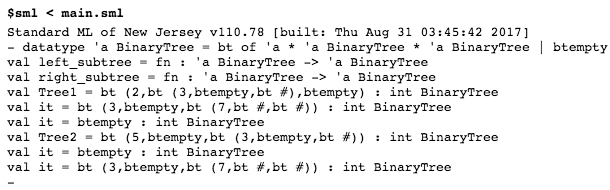 $sml < main.sml
Standard ML of New Jersey v110.78 [built: Thu Aug 31 03:45:42 2017]
- datatype 'a BinaryTree = bt of 'a * 'a BinaryTree * 'a BinaryTree | btempty
val left_subtree = fn : 'a BinaryTree -> 'a BinaryTree
val right_subtree = fn : 'a BinaryTree -> 'a BinaryTree
val Tree1 = bt (2,bt (3,btempty,bt #),btempty) : int BinaryTree
val it = bt (3,btempty,bt (7,bt #,bt #)) : int BinaryTree
val it = btempty : int BinaryTree
val Tree2 = bt (5,btempty,bt (3,btempty,bt #)) : int BinaryTree
val it = btempty : int BinaryTree
val it = bt (3,btempty,bt (7,bt #,bt #)) : int BinaryTree
-